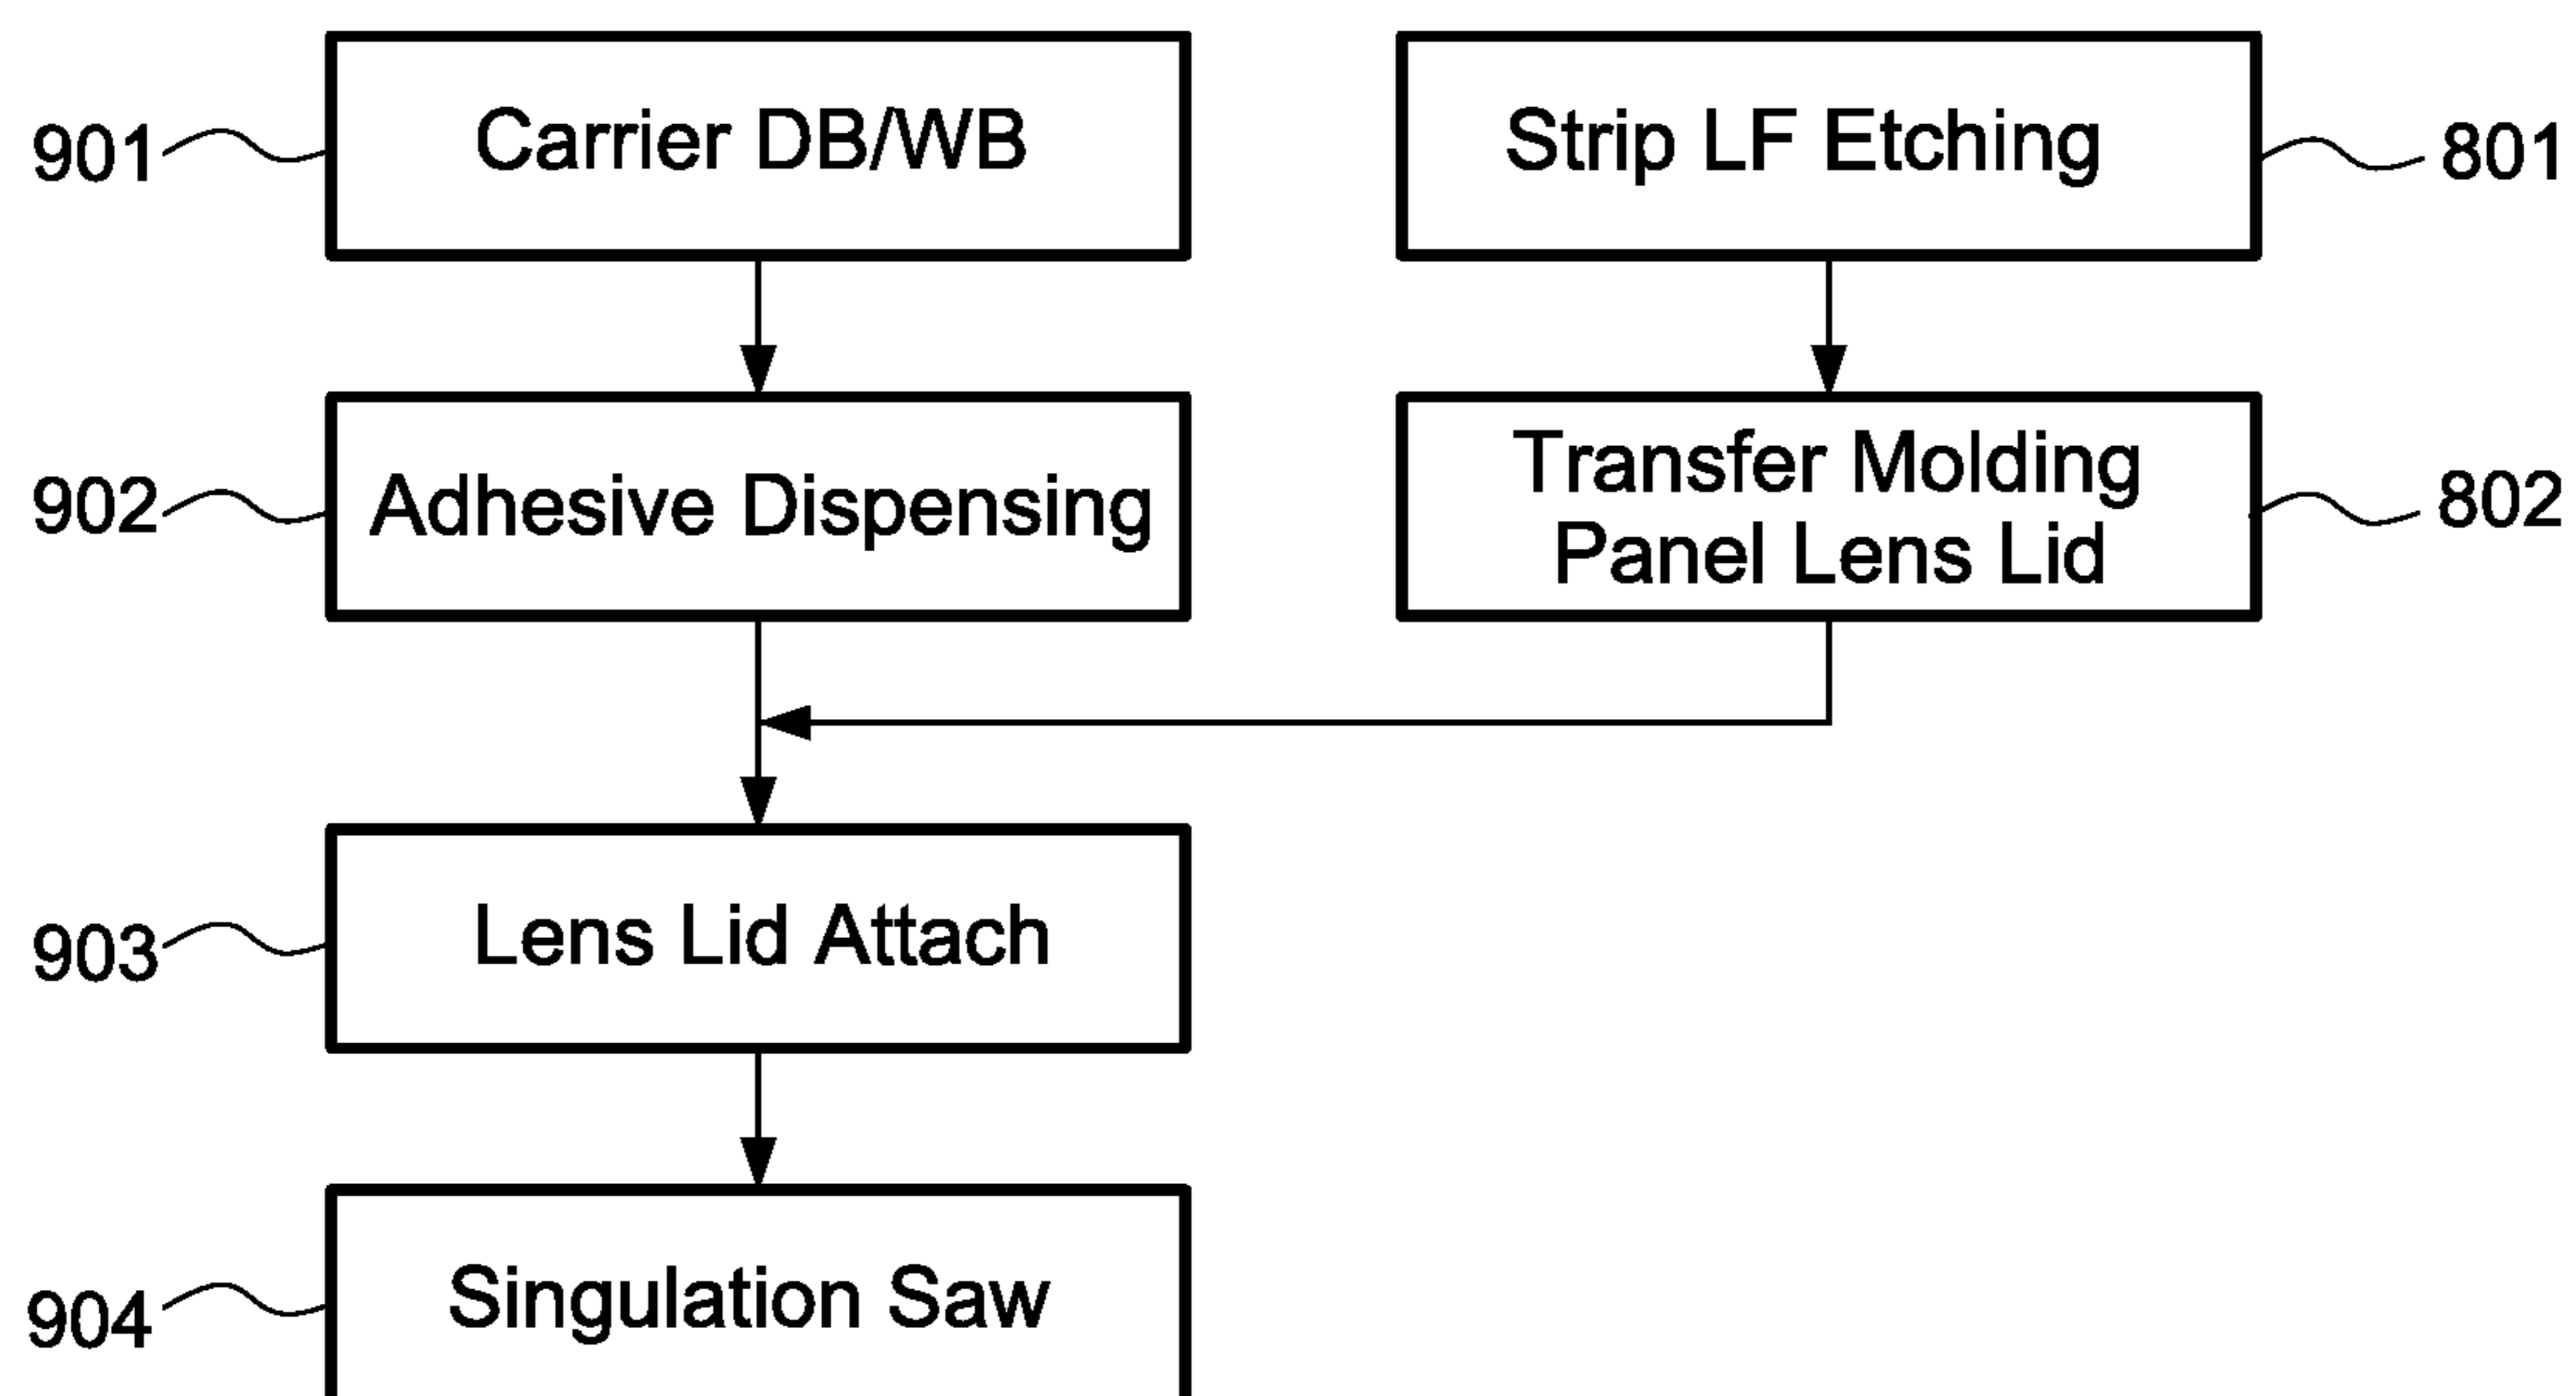 901
Carrier DB/WB
Strip LF Etching
801
902
Adhesive Dispensing
Transfer Molding
Panel Lens Lid
802
903
Lens Lid Attach
904
Singulation Saw